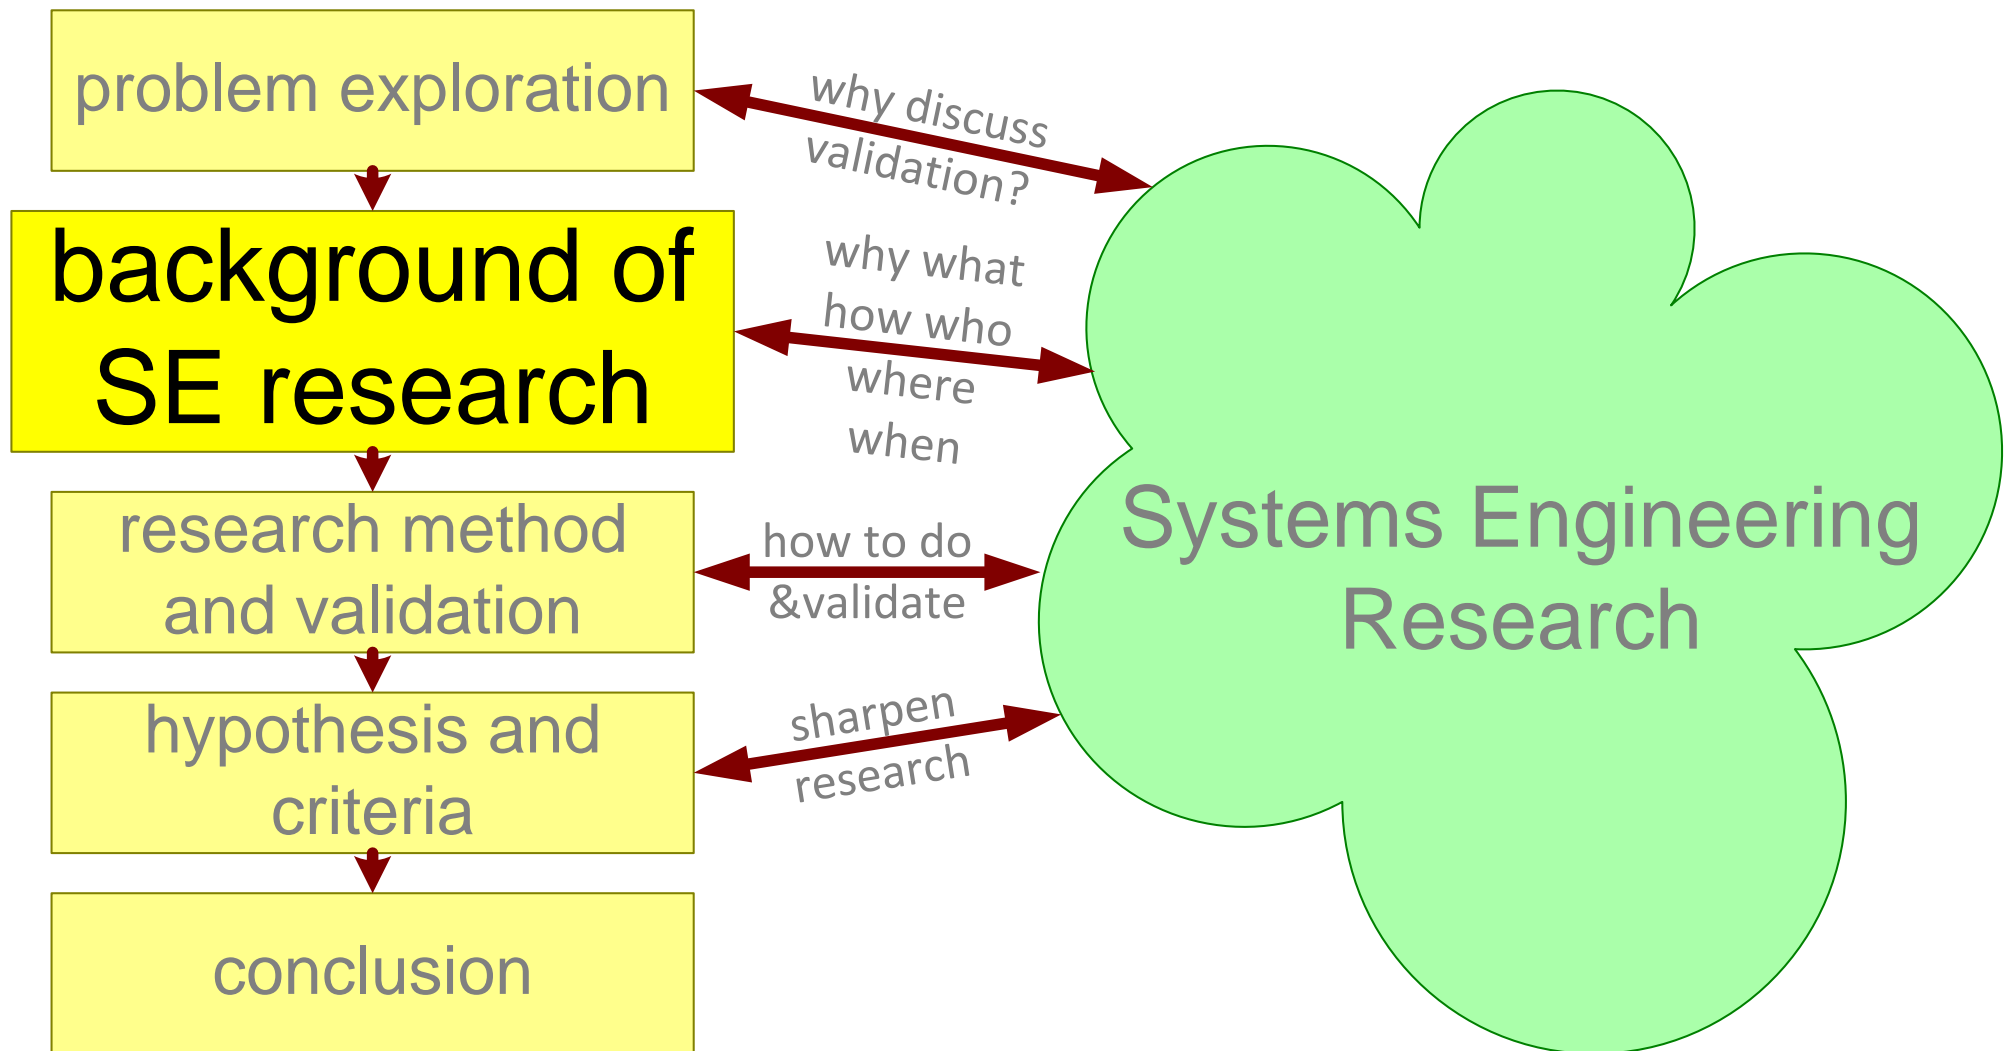 problem exploration
why discuss
validation?
background of
SE research
why what
how who
where
when
research method
and validation
how to do
&validate
Systems Engineering
Research
hypothesis and
criteria
sharpen
research
conclusion